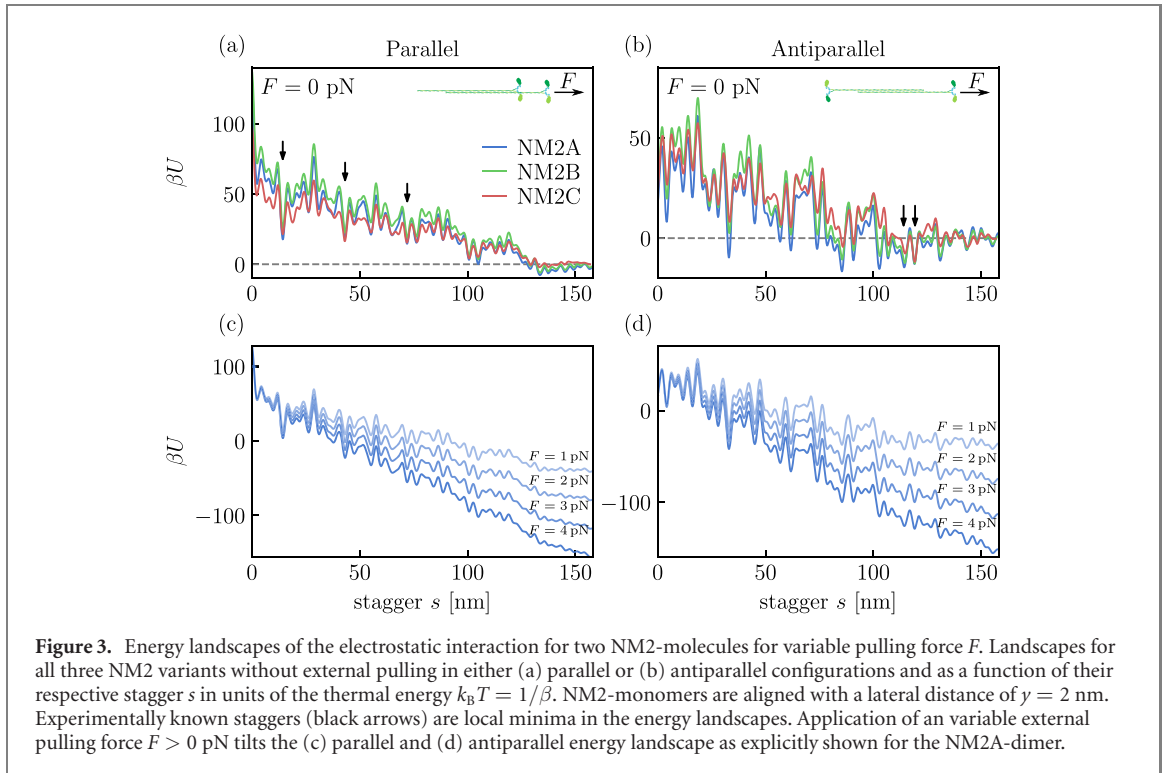 (a) Parallel (b) Antiparallel
F = 0 pN F F = 0 pN F
100
50
0
βU
NM2A
NM2B
NM2C
0 50 100 150
50
0
0 50 100 150
(c) (d)
100
0
−100
βU
F = 1 pN
F = 2 pN
F = 3 pN
F = 4 pN
0 50 100 150
stagger s [nm]
0
−100
F = 1 pN
F = 2 pN
F = 3 pN
F = 4 pN
0 50 100 150
stagger s [nm]
Figure 3. Energy landscapes of the electrostatic interaction for two NM2-molecules for variable pulling force F. Landscapes for
all three NM2 variants without external pulling in either (a) parallel or (b) antiparallel configurations and as a function of their
respective stagger s in units of the thermal energy k_BT = 1/β. NM2-monomers are aligned with a lateral distance of y = 2 nm.
Experimentally known staggers (black arrows) are local minima in the energy landscapes. Application of an variable external
pulling force F > 0 pN tilts the (c) parallel and (d) antiparallel energy landscape as explicitly shown for the NM2A-dimer.